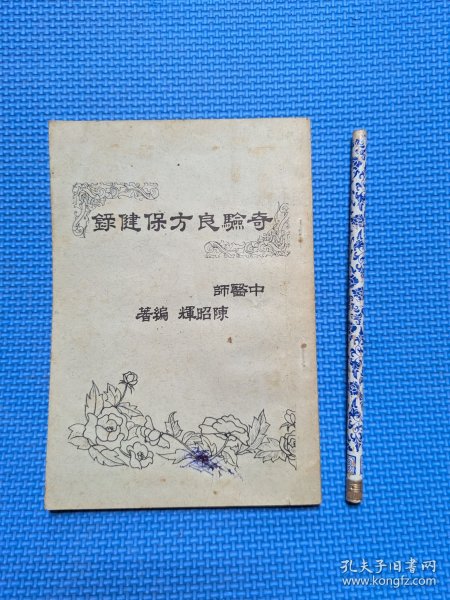 奇驗良方保健錄
中醫師
陳昭輝 編著
孔夫子旧书网
www.kongfz.com